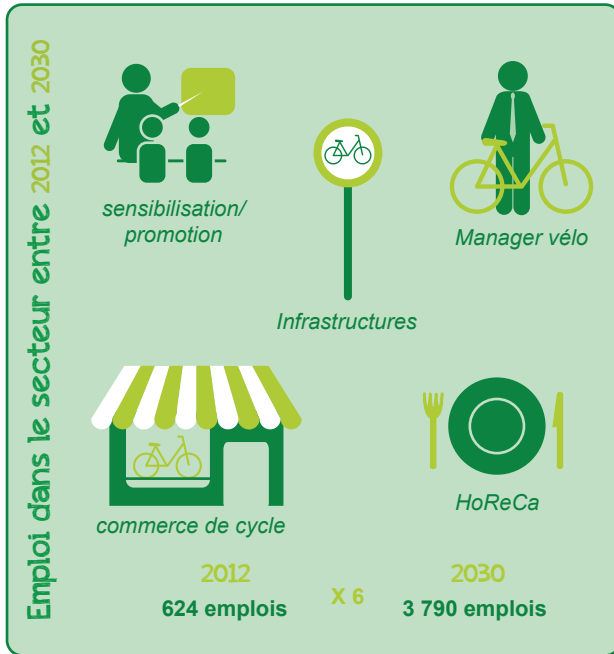 Emploi dans le secteur entre 2012 et 2030
sensibilisation/
promotion
Infrastructures
Manager vélo
commerce de cycle
HoReCa
2012
624 emplois
X 6
2030
3 790 emplois